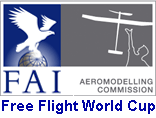 FAI
AEROMODELLING
COMMISSION
Free Flight World Cup